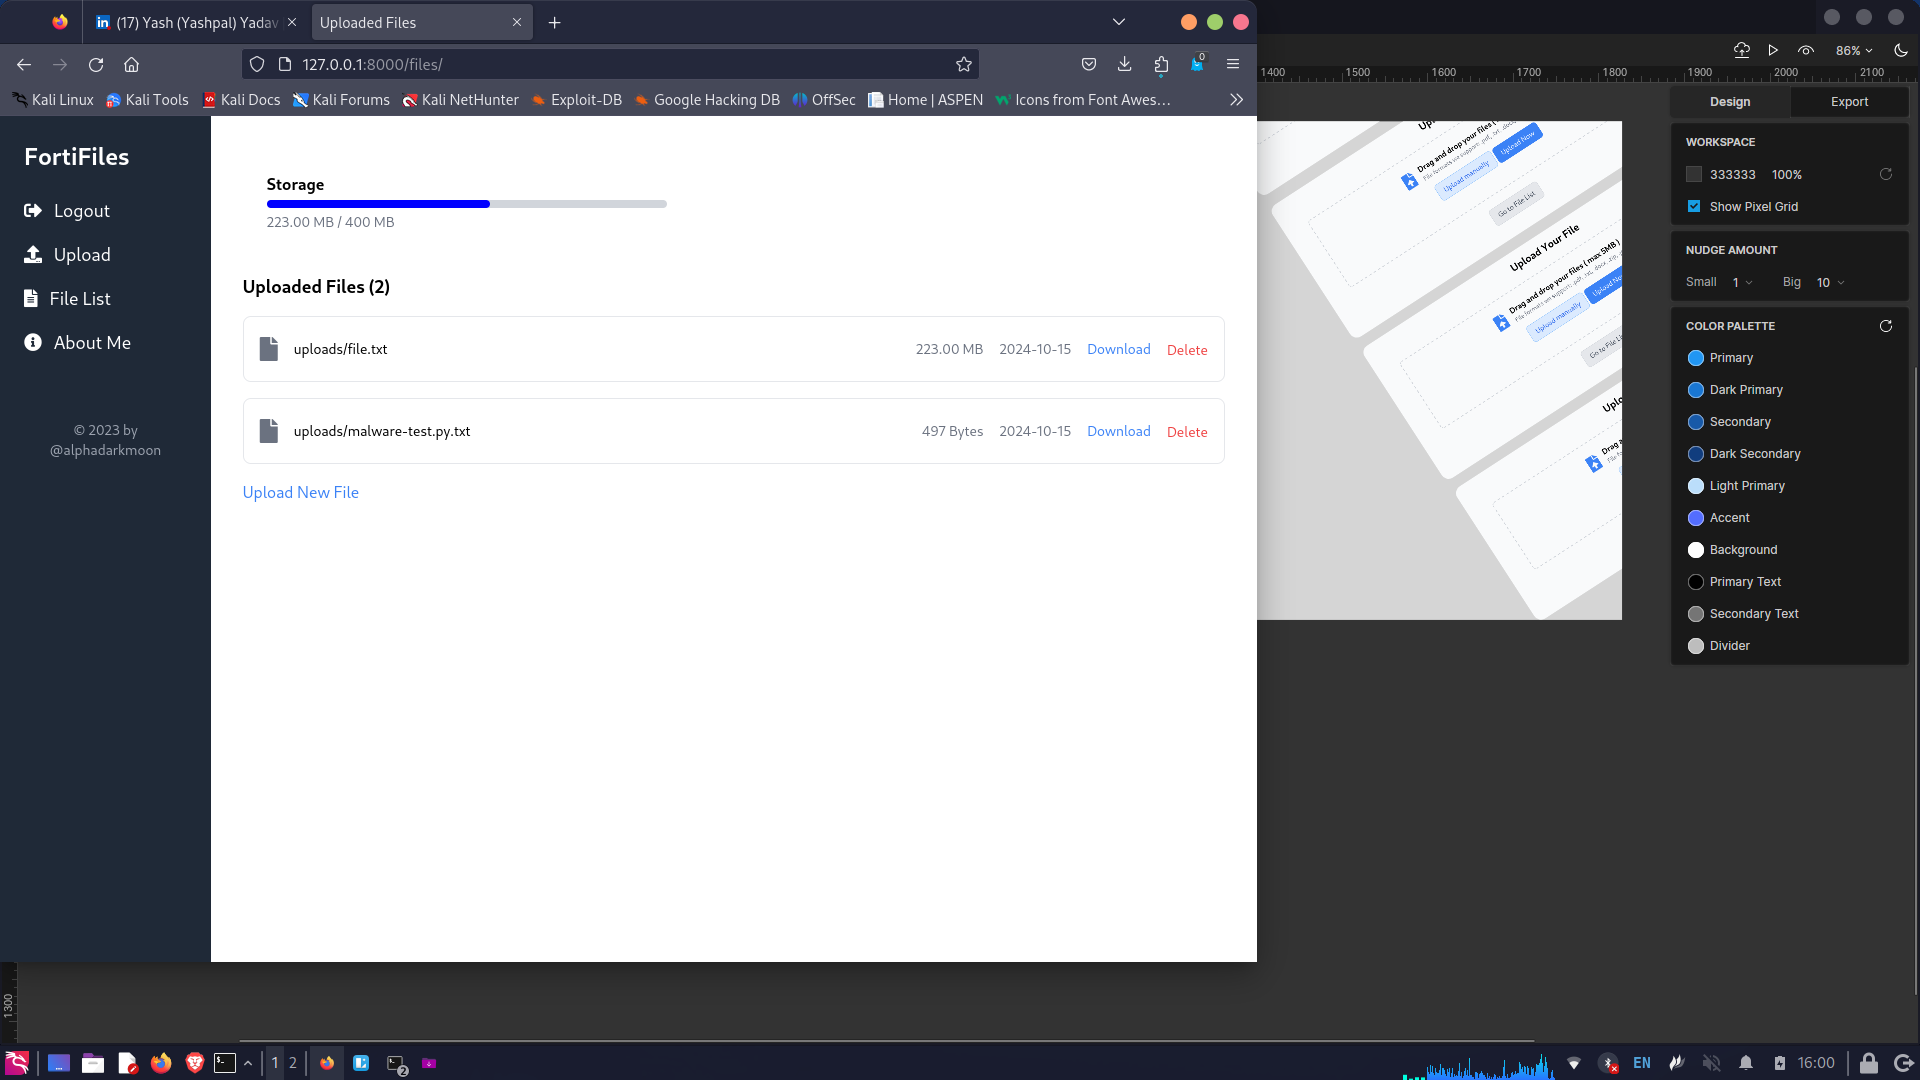 (17) Yash (Yashpal) Yadav
Uploaded Files
127.0.0.1:8000/files/
0
Kali Linux
Kali Tools
Kali Docs
Kali Forums
Kali NetHunter
Exploit-DB
Google Hacking DB
OffSec
Home | ASPEN
Icons from Font Awes…
FortiFiles
Logout
Upload
File List
About Me
© 2023 by
@alphadarkmoon
Storage
223.00 MB / 400 MB
Uploaded Files (2)
uploads/file.txt 223.00 MB 2024-10-15 Download Delete
uploads/malware-test.py.txt 497 Bytes 2024-10-15 Download Delete
Upload New File
86%
1400 1500 1600 1700 1800 1900 2000 2100
Upload Now
Upload manually
Go to File List
Upload Your File
Drag and drop your files ( max 5MB )
Upload manually
Design Export
WORKSPACE
333333 100%
Show Pixel Grid
NUDGE AMOUNT
Small 1 Big 10
COLOR PALETTE
Primary
Dark Primary
Secondary
Dark Secondary
Light Primary
Accent
Background
Primary Text
Secondary Text
Divider
1300
1 2
2
EN
16:00